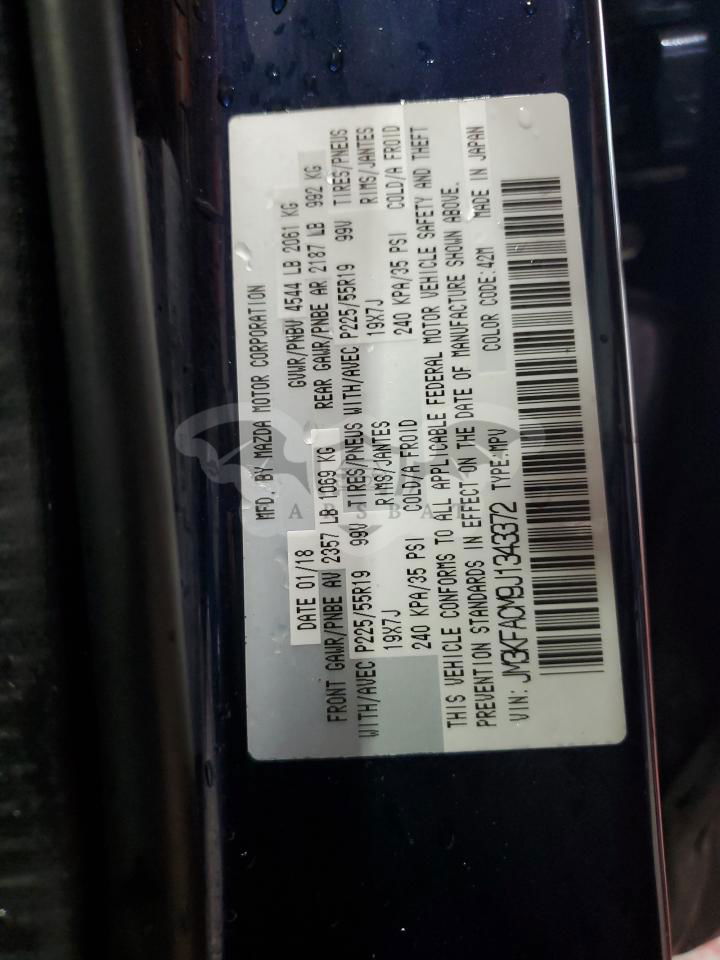 MFD. BY MAZDA MOTOR CORPORATION
DATE 01/18 GVWR/PNBV 4544 LB 2061 KG
FRONT GAWR/PNBE AV 2357 LB 1069 KG REAR GAWR/PNBE AR 2187 LB 992 KG
WITH/AVEC P225/55R19 99V TIRES/PNEUS WITH/AVEC P225/55R19 99V TIRES/PNEUS
19X7J RIMS/JANTES 19X7J RIMS/JANTES
240 KPA/35 PSI COLD/A FROID 240 KPA/35 PSI COLD/A FROID
THIS VEHICLE CONFORMS TO ALL APPLICABLE FEDERAL MOTOR VEHICLE SAFETY AND THEFT
PREVENTION STANDARDS IN EFFECT ON THE DATE OF MANUFACTURE SHOWN ABOVE.
VIN: JM3KFACM9J1343372 TYPE:MPV COLOR CODE:42M MADE IN JAPAN